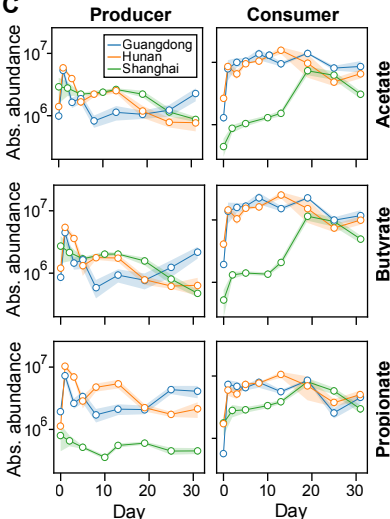 C
Producer
Consumer
Guangdong
Hunan
Shanghai
Abs. abundance
10⁷
10⁶
Acetate
Abs. abundance
10⁷
10⁶
Butyrate
Abs. abundance
10⁷
10⁶
Propionate
0 10 20 30
0 10 20 30
Day
Day